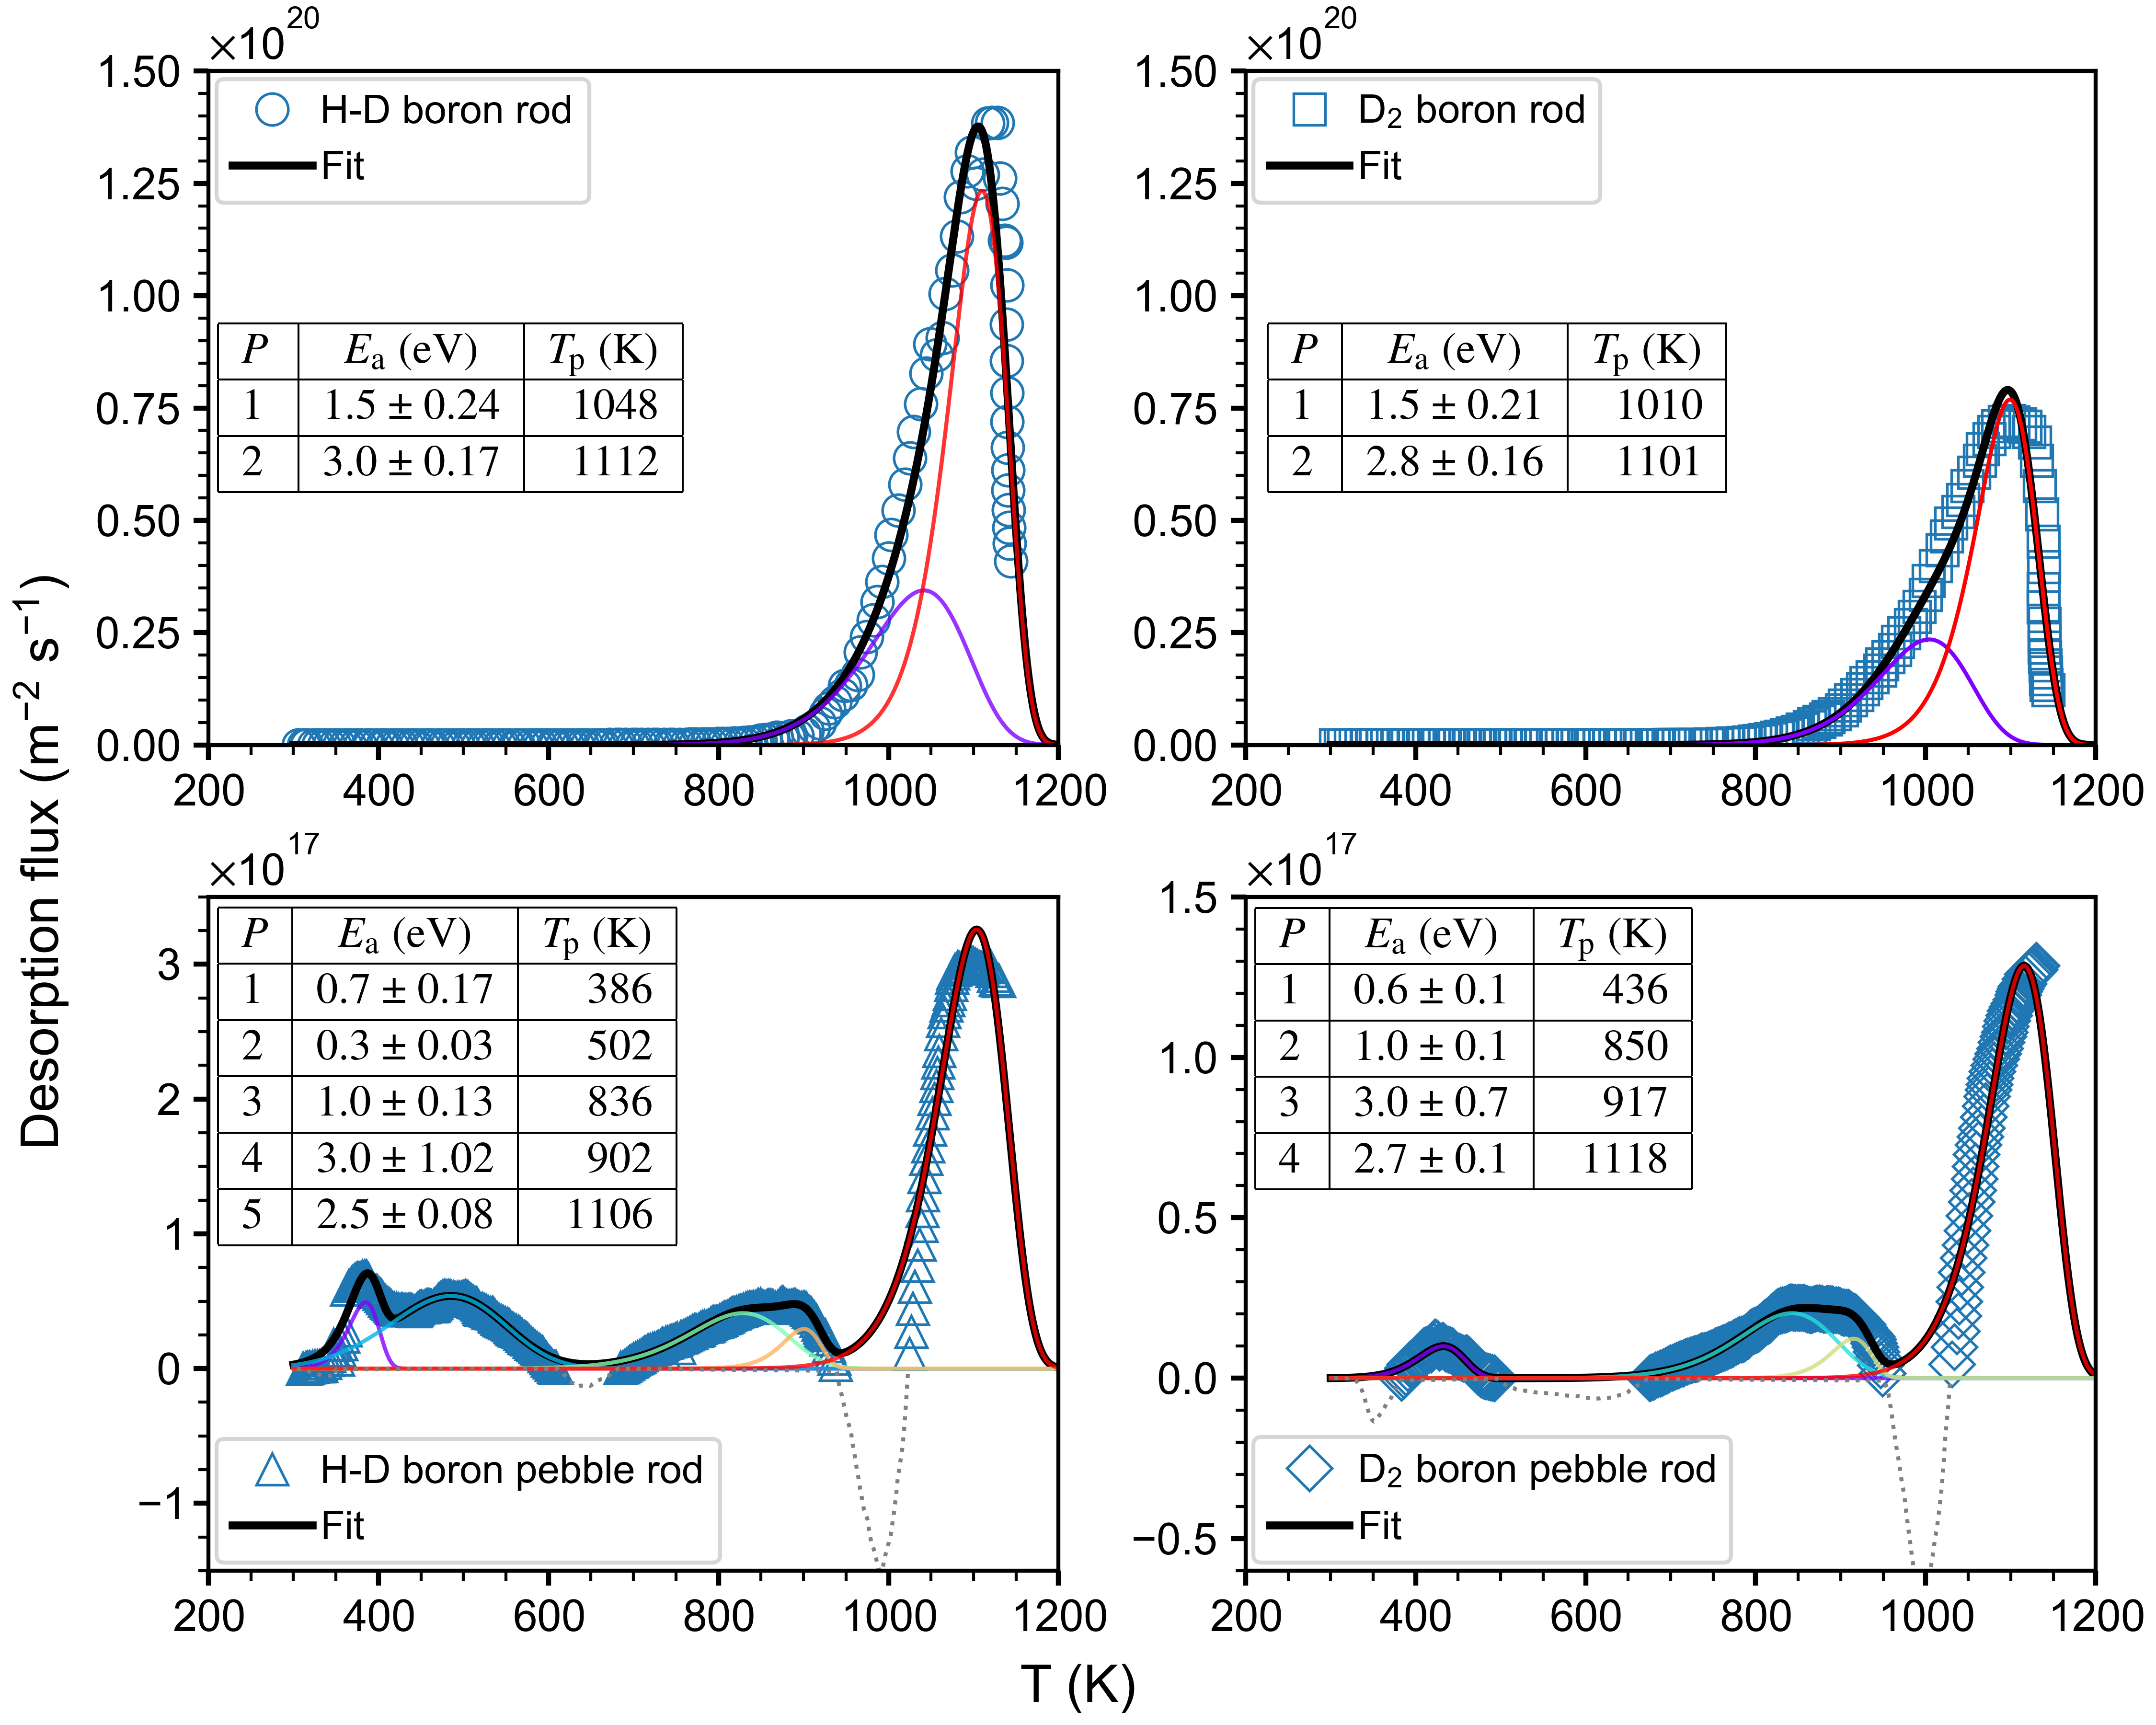 Desorption flux (m⁻² s⁻¹)
×10²⁰
1.50
1.25
1.00
0.75
0.50
0.25
0.00
H-D boron rod
Fit
P Eₐ (eV) Tₚ (K)
1 1.5 ± 0.24 1048
2 3.0 ± 0.17 1112
200 400 600 800 1000 1200
×10²⁰
1.50
1.25
1.00
0.75
0.50
0.25
0.00
D₂ boron rod
Fit
P Eₐ (eV) Tₚ (K)
1 1.5 ± 0.21 1010
2 2.8 ± 0.16 1101
200 400 600 800 1000 1200
×10¹⁷
3
2
1
0
−1
P Eₐ (eV) Tₚ (K)
1 0.7 ± 0.17 386
2 0.3 ± 0.03 502
3 1.0 ± 0.13 836
4 3.0 ± 1.02 902
5 2.5 ± 0.08 1106
H-D boron pebble rod
Fit
200 400 600 800 1000 1200
×10¹⁷
1.5
1.0
0.5
0.0
−0.5
P Eₐ (eV) Tₚ (K)
1 0.6 ± 0.1 436
2 1.0 ± 0.1 850
3 3.0 ± 0.7 917
4 2.7 ± 0.1 1118
D₂ boron pebble rod
Fit
200 400 600 800 1000 1200
T (K)